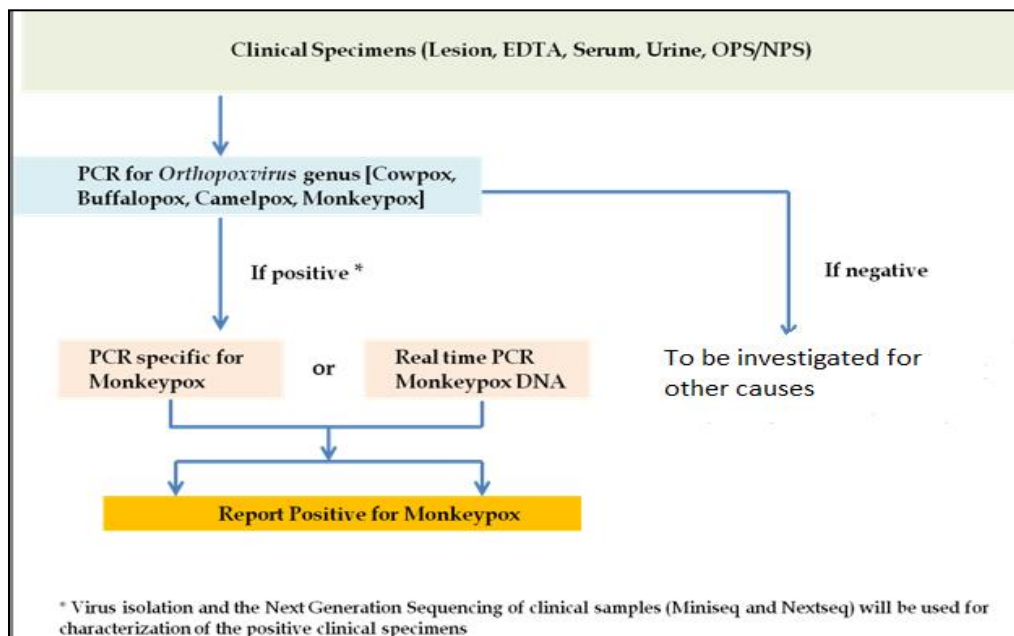 Clinical Specimens (Lesion, EDTA, Serum, Urine, OPS/NPS)
PCR for Orthopoxvirus genus [Cowpox,
Buffalopox, Camelpox, Monkeypox]
If positive *
If negative
PCR specific for
Monkeypox
or
Real time PCR
Monkeypox DNA
To be investigated for
other causes
Report Positive for Monkeypox
* Virus isolation and the Next Generation Sequencing of clinical samples (Miniseq and Nextseq) will be used for
characterization of the positive clinical specimens